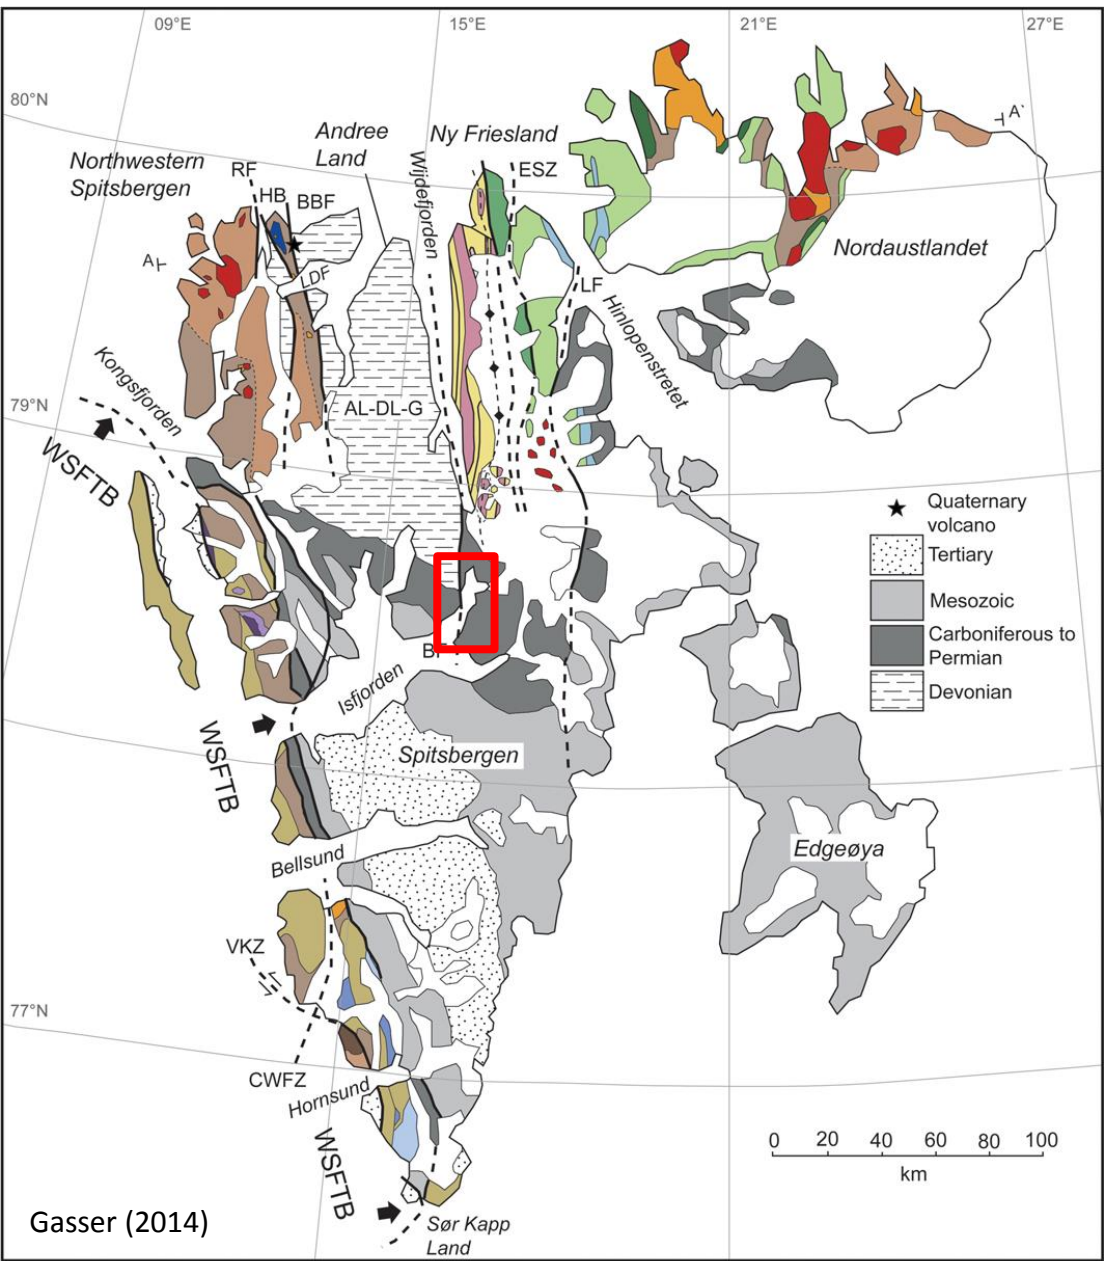 09°E
15°E
21°E
27°E
80°N
Andree
Land
Ny Friesland
A'
Northwestern
Spitsbergen
RF
HB
BBF
Wijdefjorden
ESZ
Nordaustlandet
A
LDF
LF
Hinlopenstretet
Kongsfjorden
79°N
AL-DL-G
WSFTB
Quaternary
volcano
Tertiary
Mesozoic
Carboniferous to
Permian
Devonian
Isfjorden
WSFTB
Spitsbergen
Bellsund
Edgeøya
VKZ
77°N
CWFZ
Hornsund
WSFTB
0 20 40 60 80 100
km
Gasser (2014)
Sør Kapp
Land